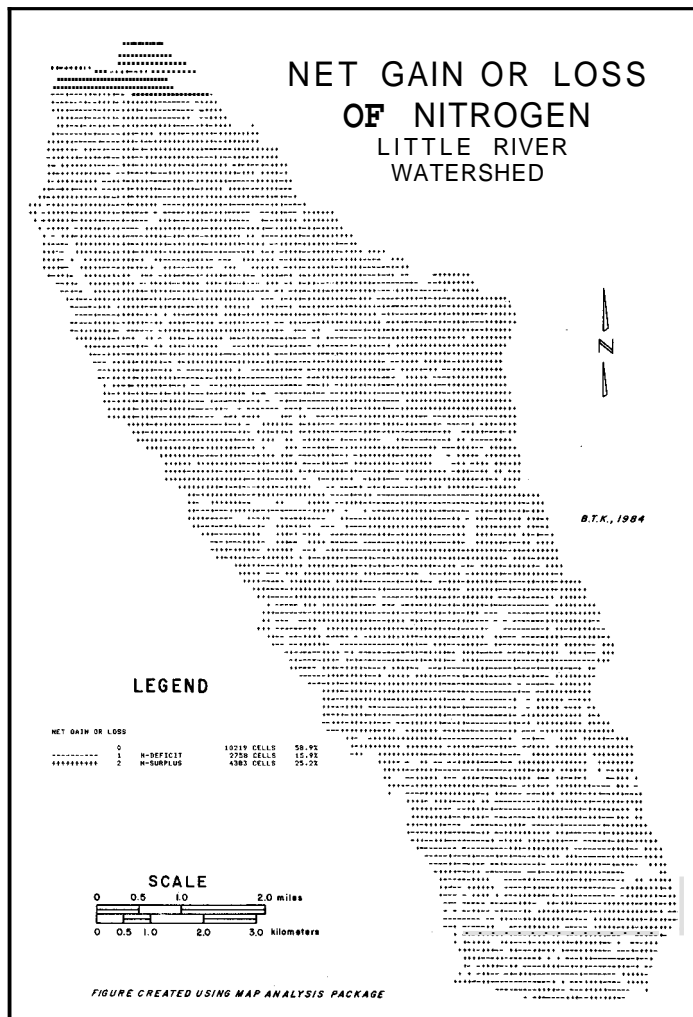 NET GAIN OR LOSS
OF NITROGEN
LITTLE RIVER
WATERSHED
N
B.T.K., 1984
LEGEND
NET GAIN OR LOSS
0 10219 CELLS 58.9%
---------- 1 N-DEFICIT 2758 CELLS 15.9%
++++++++++ 2 N-SURPLUS 4383 CELLS 25.2%
SCALE
0 0.5 1.0 2.0 miles
0 0.5 1.0 2.0 3.0 kilometers
FIGURE CREATED USING MAP ANALYSIS PACKAGE